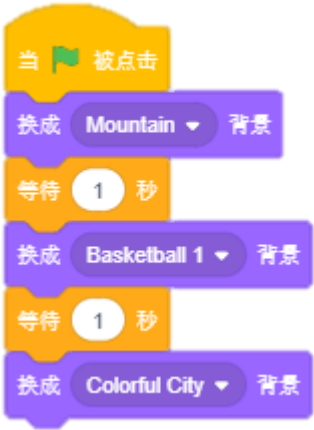 当 被点击
换成 Mountain 背景
等待 1 秒
换成 Basketball 1 背景
等待 1 秒
换成 Colorful City 背景